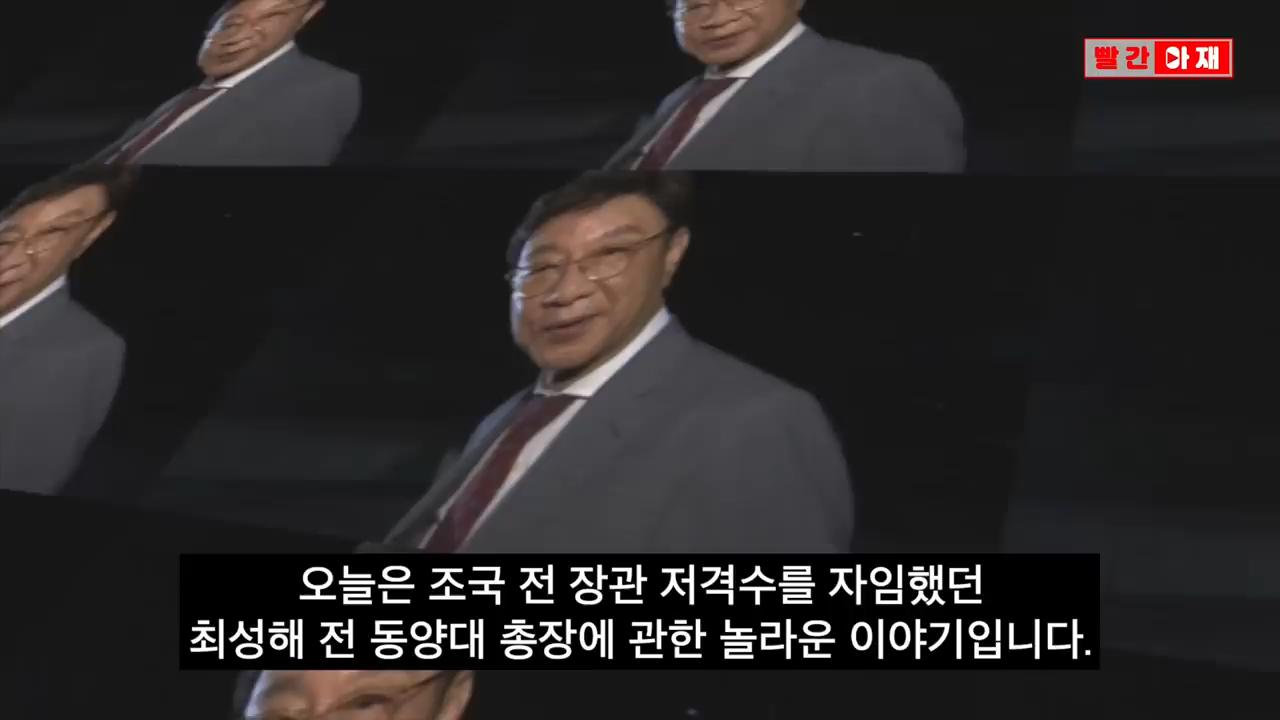 빨간아재
오늘은 조국 전 장관 저격수를 자임했던
최성해 전 동양대 총장에 관한 놀라운 이야기입니다.